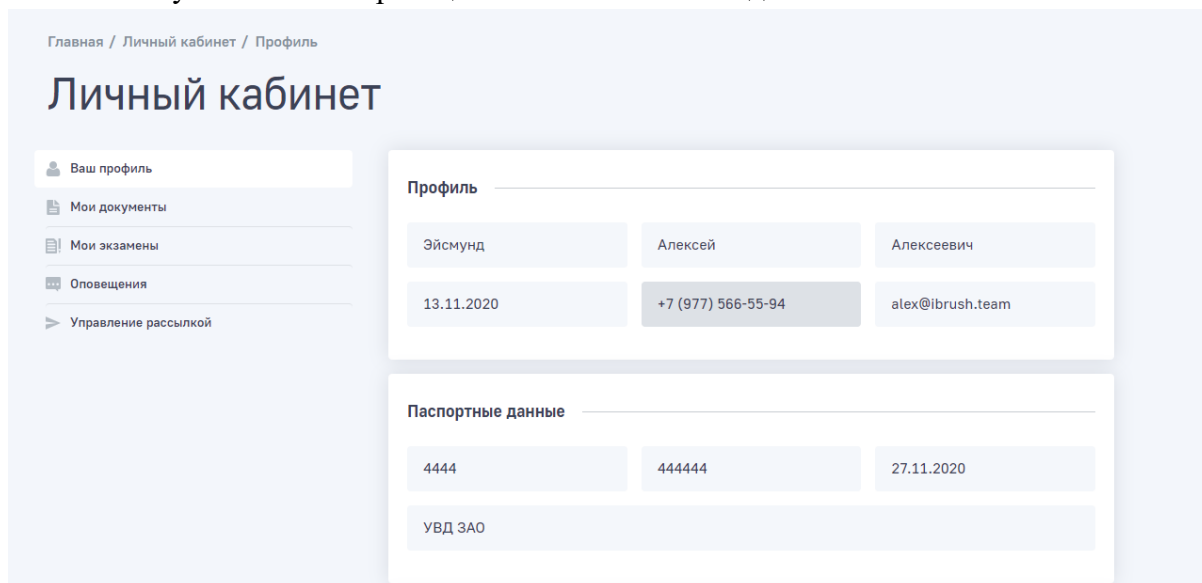 Главная / Личный кабинет / Профиль
Личный кабинет
Ваш профиль
Мои документы
Мои экзамены
Оповещения
Управление рассылкой
Профиль
Эйсмунд Алексей Алексеевич
13.11.2020 +7 (977) 566-55-94 alex@ibrush.team
Паспортные данные
4444 444444 27.11.2020
УВД ЗАО